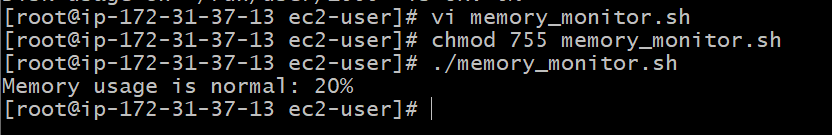 [root@ip-172-31-37-13 ec2-user]# vi memory_monitor.sh
[root@ip-172-31-37-13 ec2-user]# chmod 755 memory_monitor.sh
[root@ip-172-31-37-13 ec2-user]# ./memory_monitor.sh
Memory usage is normal: 20%
[root@ip-172-31-37-13 ec2-user]#